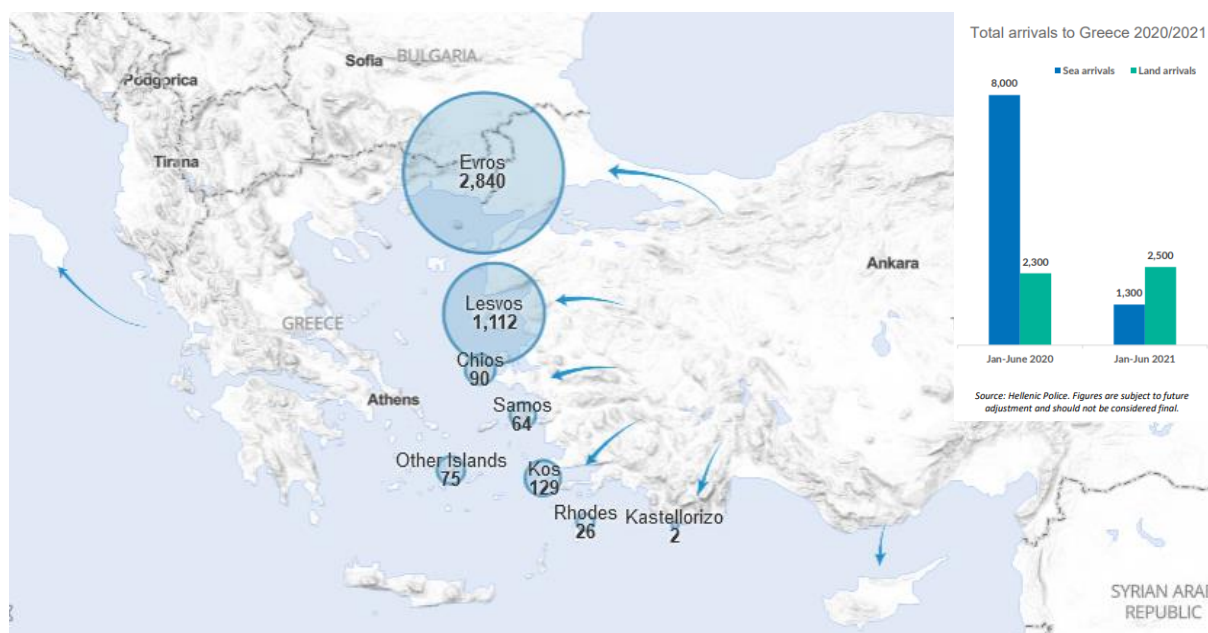 Total arrivals to Greece 2020/2021
Sea arrivals
Land arrivals
8,000
2,300
2,500
1,300
Jan-June 2020
Jan-Jun 2021
Source: Hellenic Police. Figures are subject to future
adjustment and should not be considered final.
Sofia
BULGARIA
Podgorica
Tirana
Evros
2,840
Ankara
Lesvos
1,112
GREECE
Chios
90
Athens
Samos
64
Other Islands
75
Kos
129
Rhodes
26
Kastellorizo
2
SYRIAN ARAB
REPUBLIC